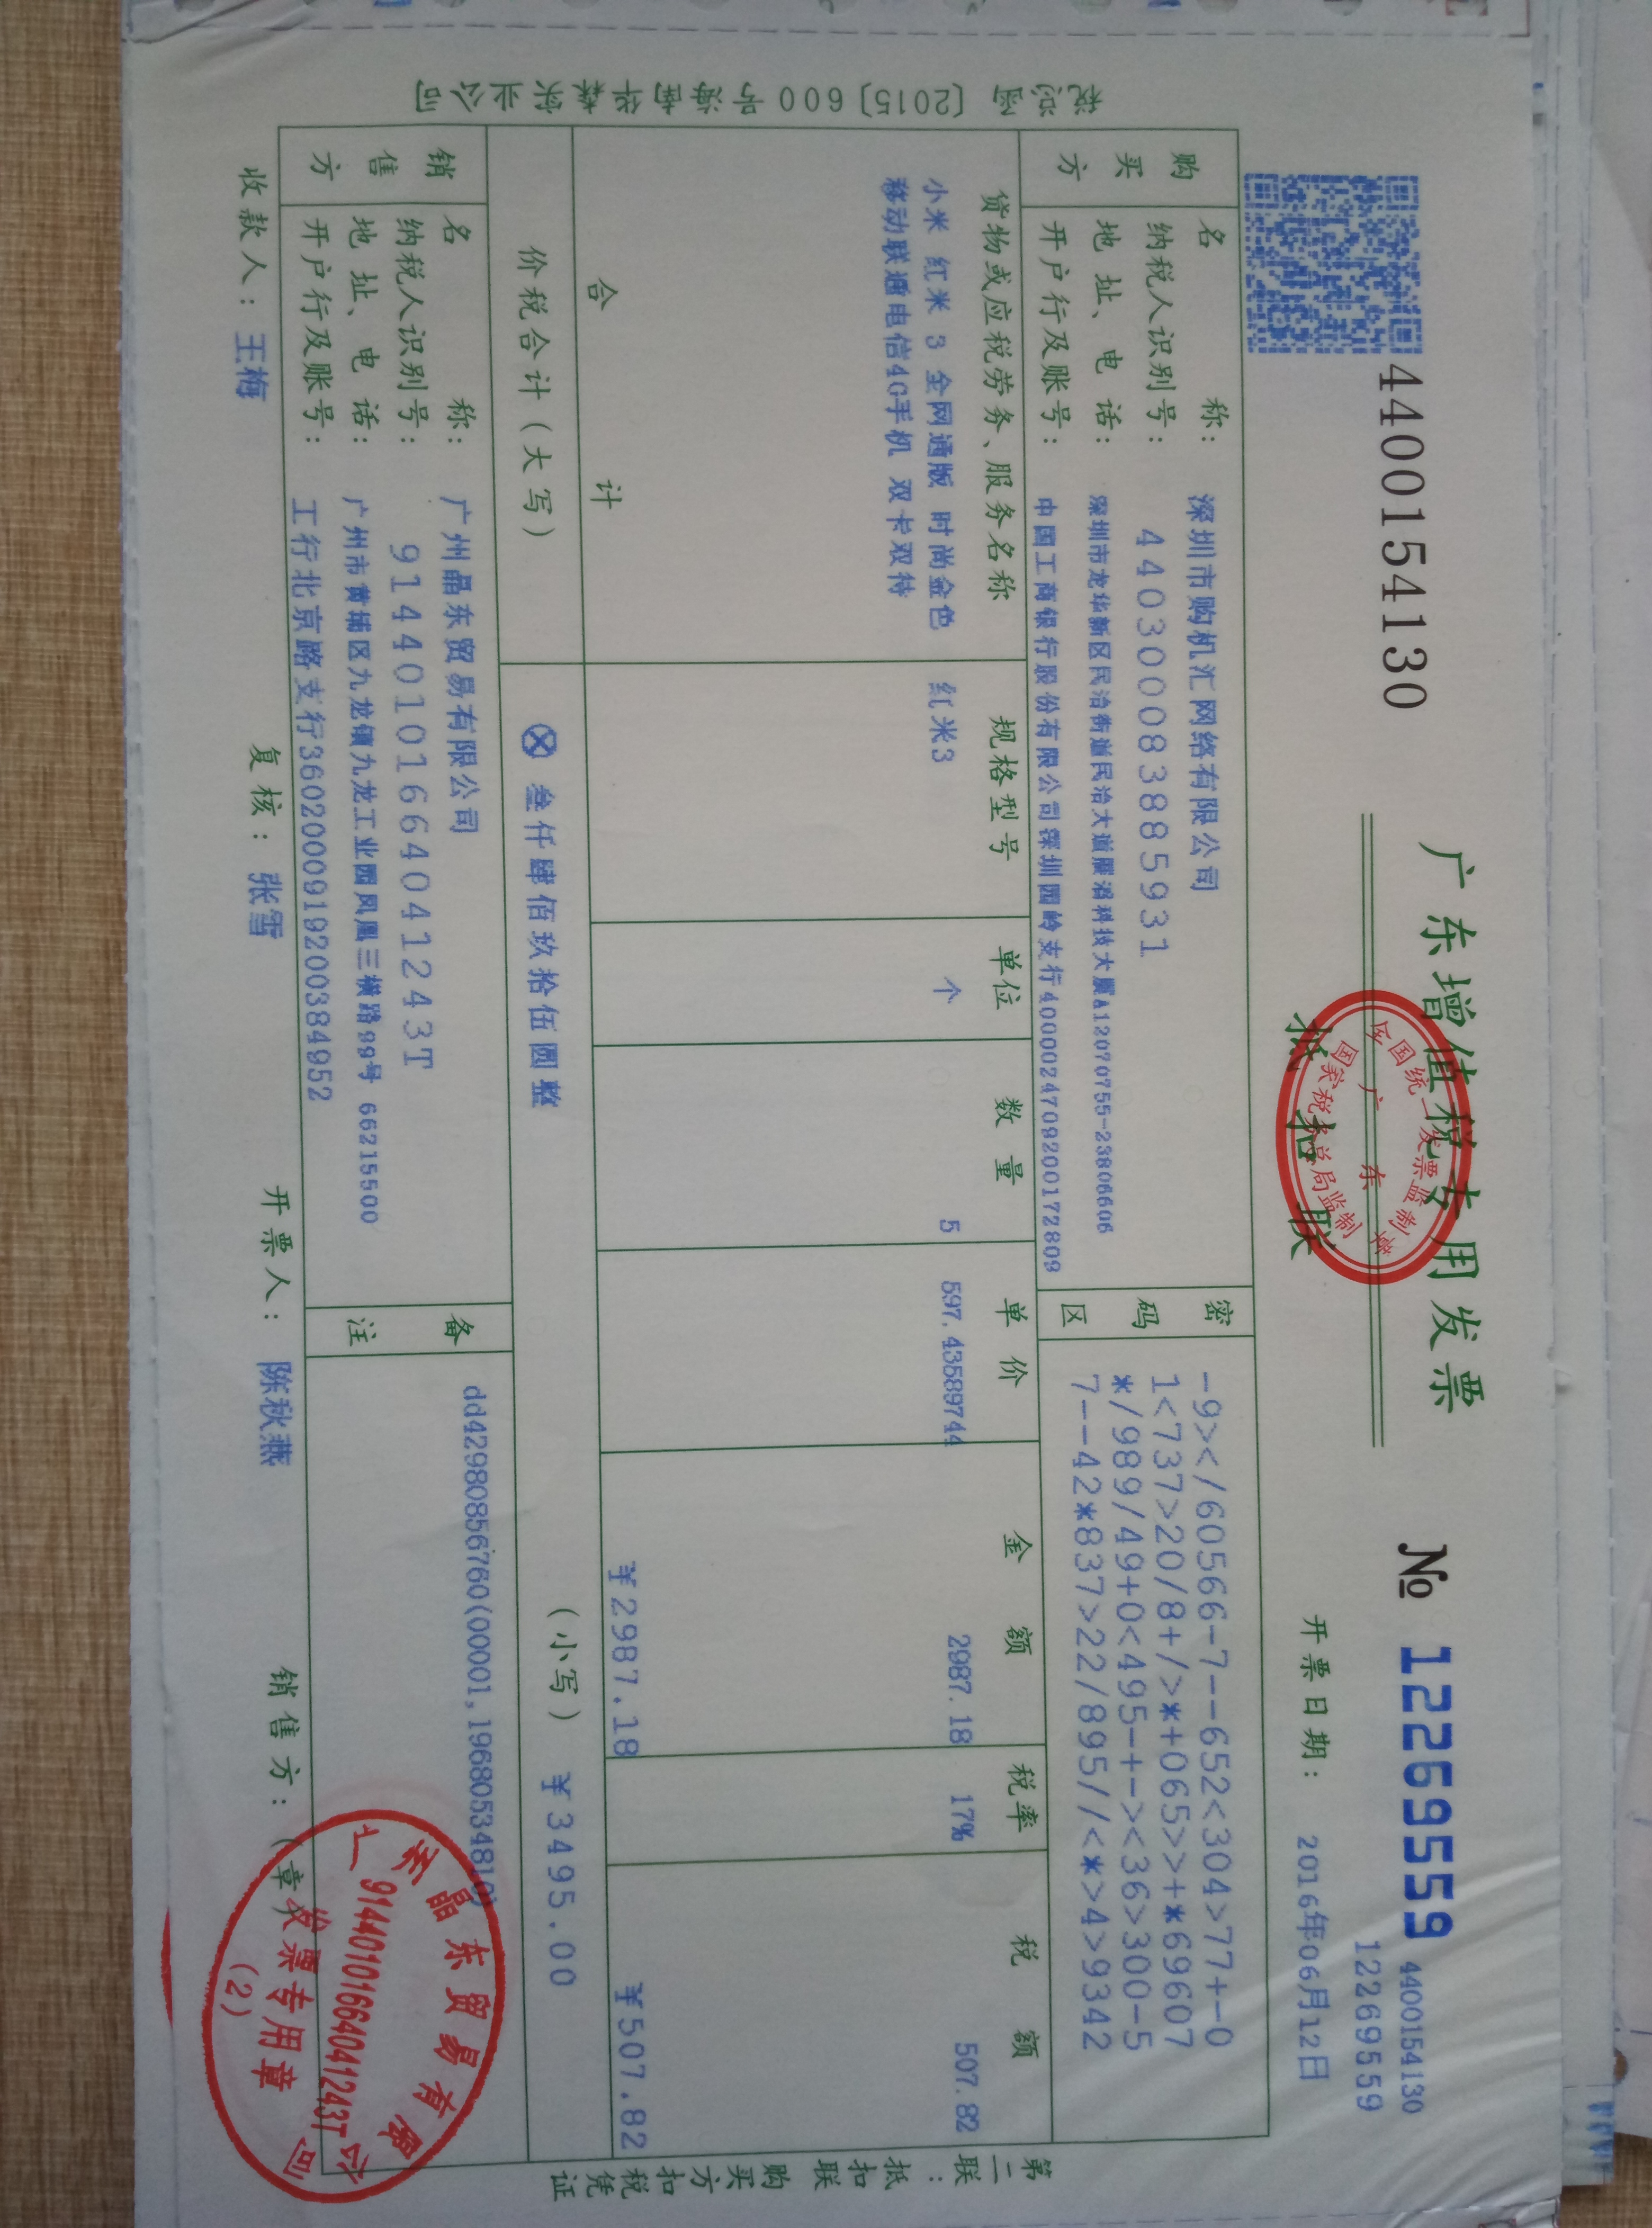 广东增值税专用发票
4400154130
№ 12269559
4400154130
12269559
全国统一发票监制章
广东
国家税务总局监制
抵扣联
开票日期: 2016年06月12日
购买方
名称: 深圳市购机汇网络有限公司
纳税人识别号: 440300083885931
地址、电话: 深圳市龙华新区民治街道民治大道展滔科技大厦A12070755-23806606
开户行及账号: 中国工商银行股份有限公司深圳园岭支行4000024709200172809
密码区
-9></60566-7--652<304>77+-0
1<737>20/8+/>*+065>>+*69607
*/989/49+0<495-+-><36>300-5
7--42*837>22/895//<*>4>9342
货物或应税劳务、服务名称 规格型号 单位 数量 单价 金额 税率 税额
小米 红米 3 全网通版 时尚金色 红米3 个 5 597.43589744 2987.18 17% 507.82
移动联通电信4G手机 双卡双待
合计 ¥2987.18 ¥507.82
价税合计(大写) ⊗ 叁仟肆佰玖拾伍圆整 (小写) ¥3495.00
销售方
名称: 广州晶东贸易有限公司
纳税人识别号: 91440101664041243T
地址、电话: 广州市黄埔区九龙镇九龙工业园凤凰三横路99号 66215500
开户行及账号: 工行北京路支行3602000919200384952
备注
dd42980856760(00001,19680534810)
收款人: 王梅 复核: 张雪 开票人: 陈秋燕 销售方:(章)
广州晶东贸易有限公司
91440101664041243T
发票专用章
(2)
税总函〔2015〕600号海南华森实业公司
第二联:抵扣联 购买方扣税凭证